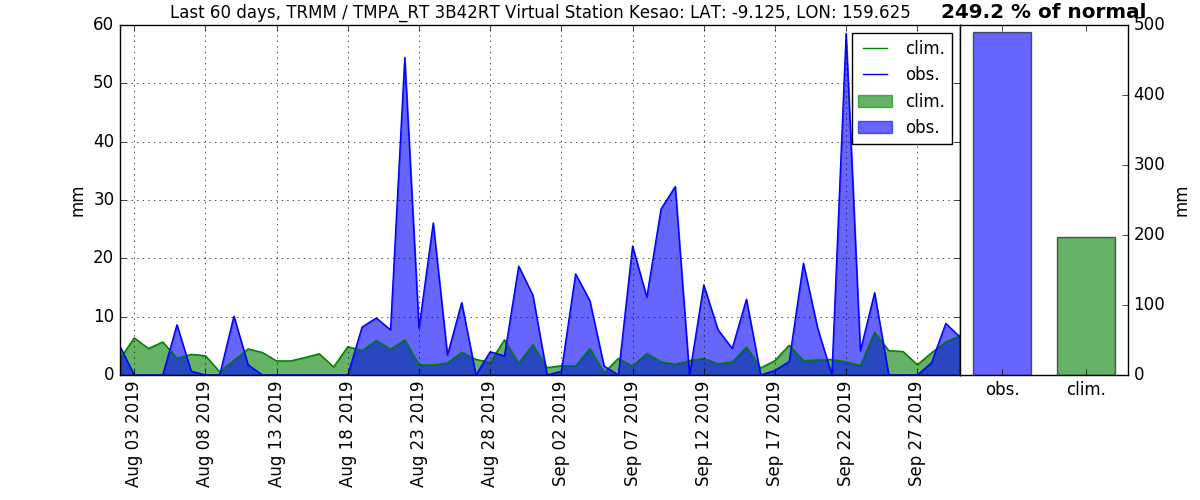 Last 60 days, TRMM / TMPA_RT 3B42RT Virtual Station Kesao: LAT: -9.125, LON: 159.625
249.2 % of normal
60
50
40
30
20
10
0
mm
clim.
obs.
clim.
obs.
Aug 03 2019
Aug 08 2019
Aug 13 2019
Aug 18 2019
Aug 23 2019
Aug 28 2019
Sep 02 2019
Sep 07 2019
Sep 12 2019
Sep 17 2019
Sep 22 2019
Sep 27 2019
500
400
300
200
100
0
mm
obs.
clim.